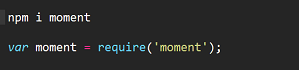 npm i moment
var moment = require('moment');